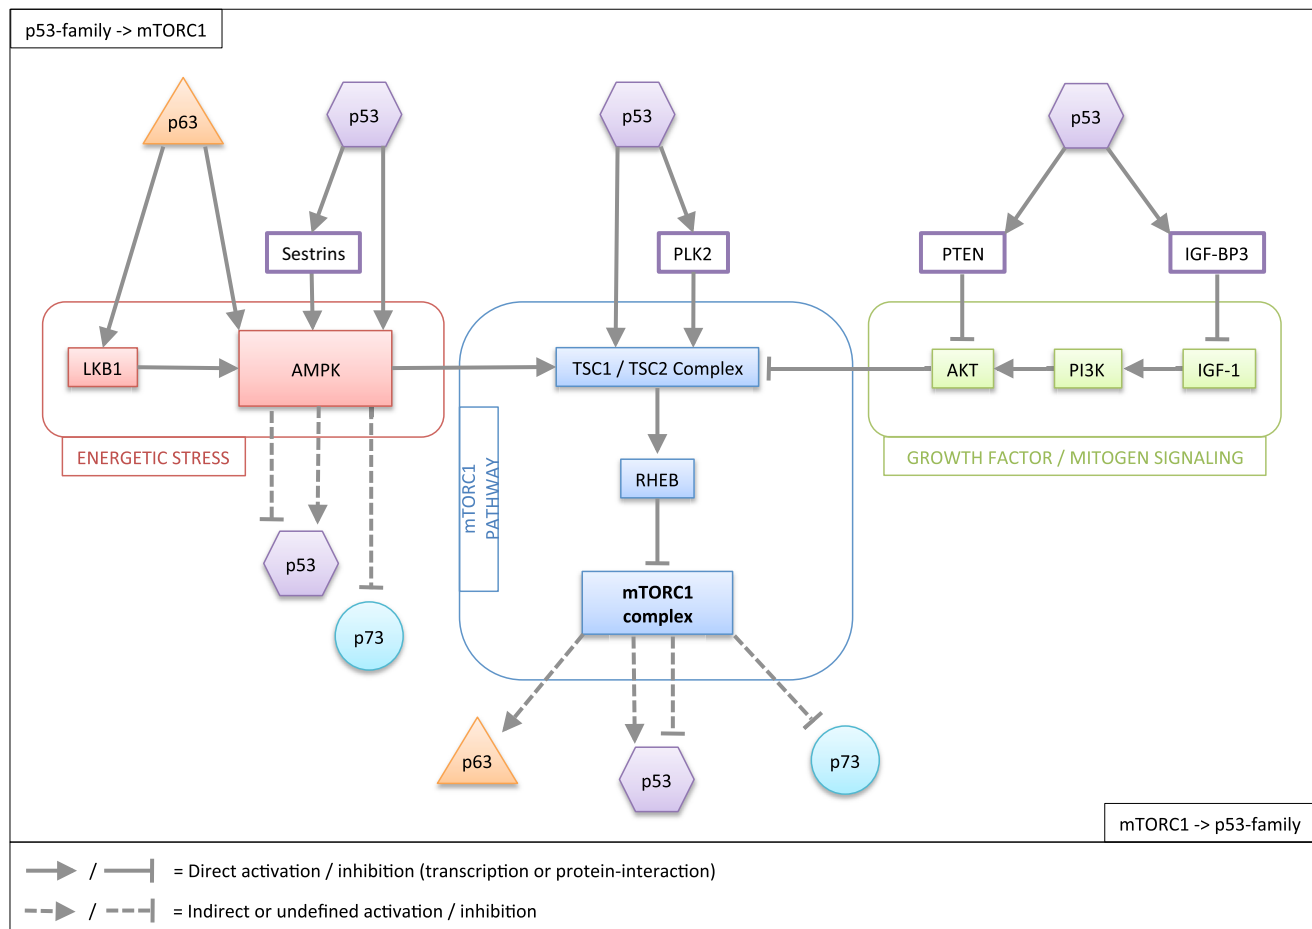 p53-family -> mTORC1
p63
p53
p53
p53
Sestrins
PLK2
PTEN
IGF-BP3
LKB1
AMPK
TSC1 / TSC2 Complex
AKT
PI3K
IGF-1
ENERGETIC STRESS
mTORC1
PATHWAY
GROWTH FACTOR / MITOGEN SIGNALING
RHEB
p53
mTORC1
complex
p73
p63
p53
p73
mTORC1 -> p53-family
/ = Direct activation / inhibition (transcription or protein-interaction)
/ = Indirect or undefined activation / inhibition